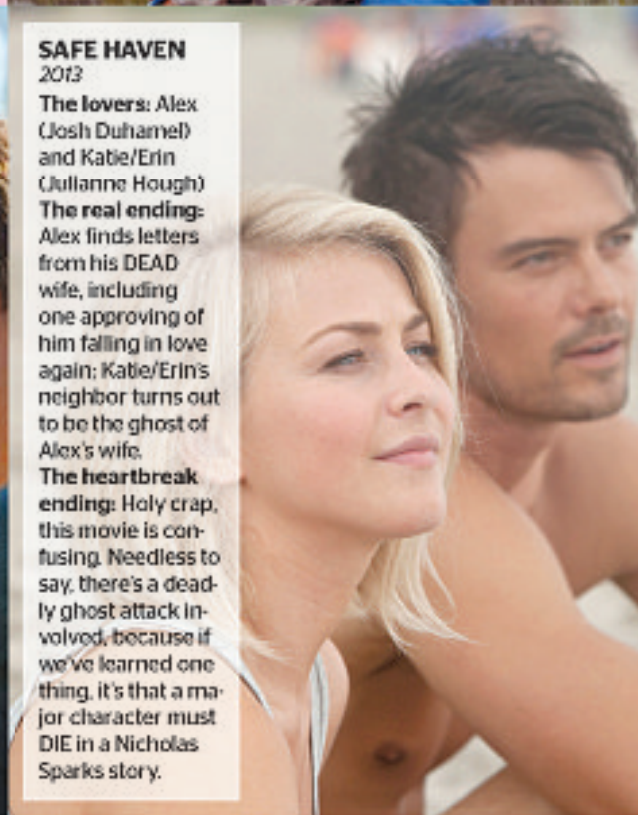 SAFE HAVEN
2013
The lovers: Alex
(Josh Duhamel)
and Katie/Erin
(Julianne Hough)
The real ending:
Alex finds letters
from his DEAD
wife, including
one approving of
him falling in love
again; Katie/Erin's
neighbor turns out
to be the ghost of
Alex's wife.
The heartbreak
ending: Holy crap,
this movie is con-
fusing. Needless to
say, there's a dead-
ly ghost attack in-
volved, because if
we've learned one
thing, it's that a ma-
jor character must
DIE in a Nicholas
Sparks story.